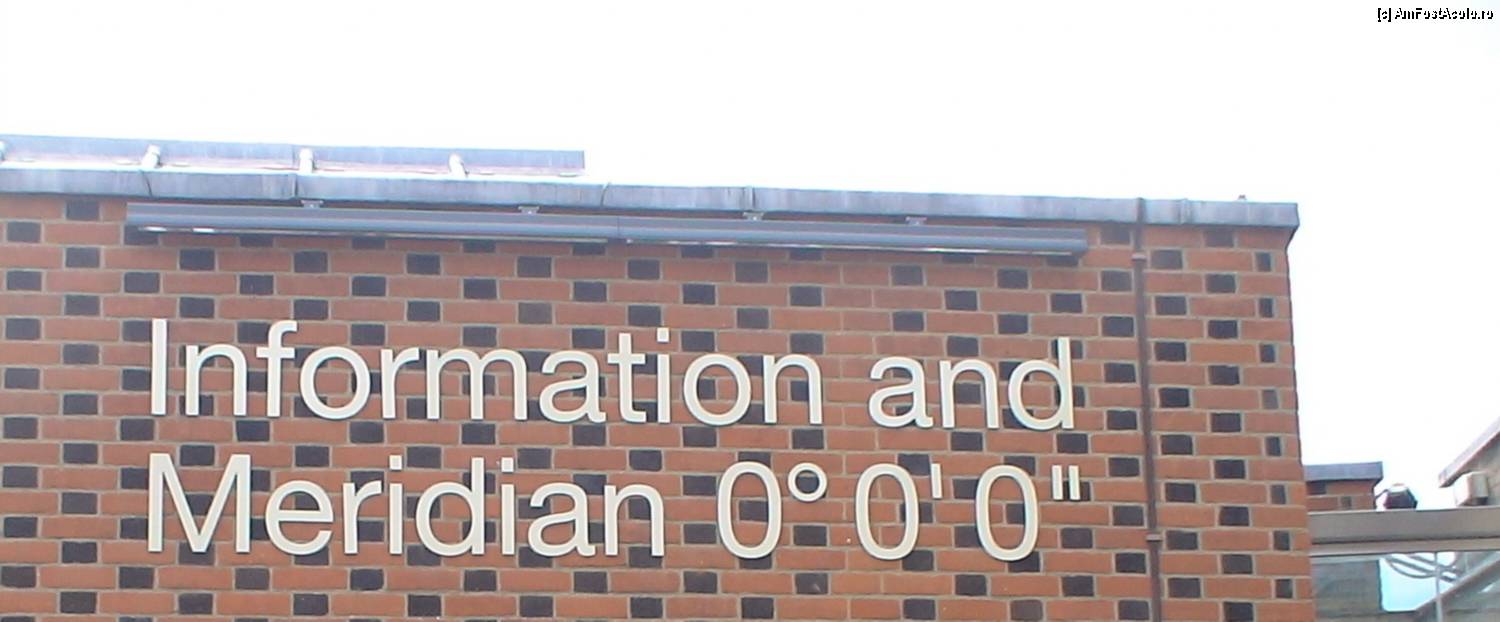 [c] AmFostAcolo.ro
Information and
Meridian 0° 0' 0"